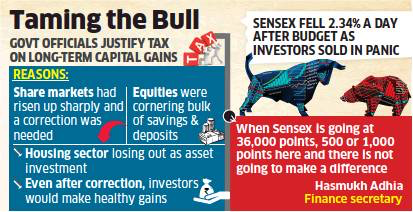 Taming the Bull
GOVT OFFICIALS JUSTIFY TAX
ON LONG-TERM CAPITAL GAINS
TAX
REASONS:
Share markets had
risen up sharply and
a correction was
needed
Equities were
cornering bulk
of savings &
deposits
Housing sector losing out as asset
investment
Even after correction, investors
would make healthy gains
SENSEX FELL 2.34% A DAY
AFTER BUDGET AS
INVESTORS SOLD IN PANIC
When Sensex is going at
36,000 points, 500 or 1,000
points here and there is not
going to make a difference
Hasmukh Adhia
Finance secretary